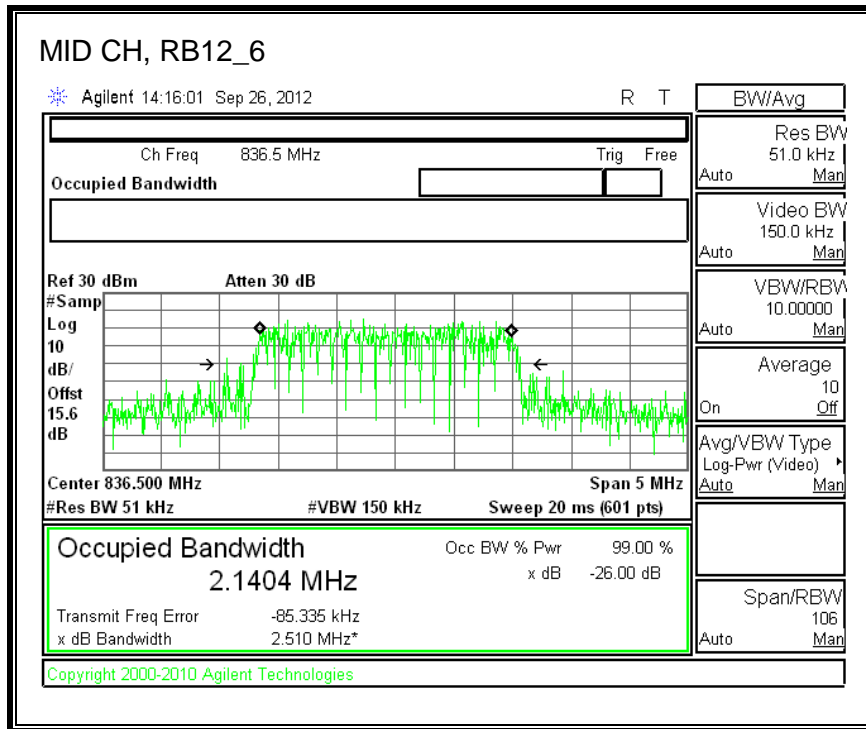 MID CH, RB12_6
Agilent 14:16:01 Sep 26, 2012 R T
Ch Freq 836.5 MHz Trig Free
Occupied Bandwidth
Ref 30 dBm Atten 30 dB
#Samp
Log
10
dB/
Offst
15.6
dB
Center 836.500 MHz Span 5 MHz
#Res BW 51 kHz #VBW 150 kHz Sweep 20 ms (601 pts)
Occupied Bandwidth Occ BW % Pwr 99.00 %
2.1404 MHz x dB -26.00 dB
Transmit Freq Error -85.335 kHz
x dB Bandwidth 2.510 MHz*
Copyright 2000-2010 Agilent Technologies
BW/Avg
Res BW
51.0 kHz
Auto Man
Video BW
150.0 kHz
Auto Man
VBW/RBW
10.00000
Auto Man
Average
10
On Off
Avg/VBW Type
Log-Pwr (Video)
Auto Man
Span/RBW
106
Auto Man